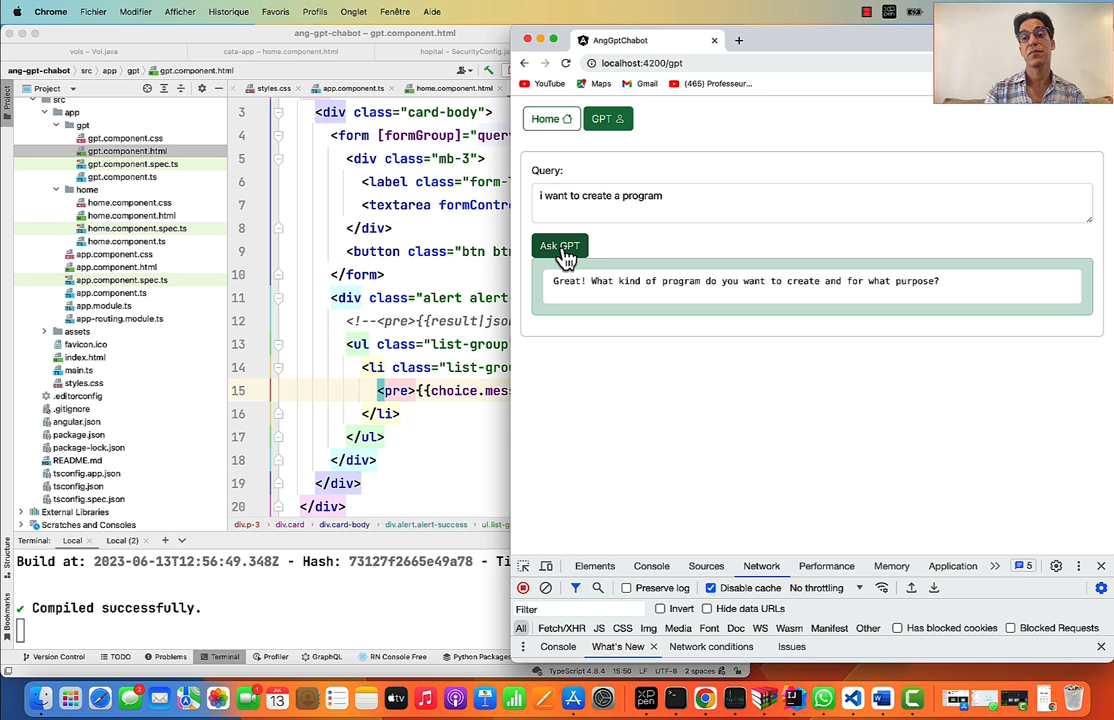 Chrome Fichier Modifier Afficher Historique Favoris Profils Onglet Fenêtre Aide
ang-gpt-chabot – gpt.component.html
vols – Vol.java cata-app – home.component.html hopital – SecurityConfig.j
ang-gpt-chabot src app gpt gpt.component.html
Project
styles.css app.component.ts home.component.html
src
app
gpt
gpt.component.css
gpt.component.html
gpt.component.spec.ts
gpt.component.ts
home
home.component.css
home.component.html
home.component.spec.ts
home.component.ts
app.component.css
app.component.html
app.component.spec.ts
app.component.ts
app.module.ts
app-routing.module.ts
assets
favicon.ico
index.html
main.ts
styles.css
.editorconfig
.gitignore
angular.json
package.json
package-lock.json
README.md
tsconfig.app.json
tsconfig.json
tsconfig.spec.json
External Libraries
Scratches and Consoles
Project
Structure
Bookmarks
3 <div class="card-body">
4 <form [formGroup]="quer
5 <div class="mb-3">
6 <label class="form-
7 <textarea formContr
8 </div>
9 <button class="btn bt
10 </form>
11 <div class="alert alert
12 <!--<pre>{{result|jso
13 <ul class="list-group
14 <li class="list-gro
15 <pre>{{choice.mes
16 </li>
17 </ul>
18 </div>
19 </div>
20 </div>
div.p-3 div.card div.card-body div.alert.alert-success ul.list-g
Terminal: Local Local (2)
Build at: 2023-06-13T12:56:49.348Z - Hash: 73127f2665e49a78 - Ti
✔ Compiled successfully.
Version Control TODO Problems Terminal Profiler GraphQL RN Console Free Python Packages
TypeScript 4.8.4 15:50 LF UTF-8 2 spaces
AngGptChabot
localhost:4200/gpt
YouTube Maps Gmail (465) Professeur...
Home GPT
Query:
i want to create a program
Ask GPT
Great! What kind of program do you want to create and for what purpose?
Elements Console Sources Network Performance Memory Application 5
Preserve log Disable cache No throttling
Filter Invert Hide data URLs
All Fetch/XHR JS CSS Img Media Font Doc WS Wasm Manifest Other Has blocked cookies Blocked Requests
Console What's New Network conditions Issues
JUN
13